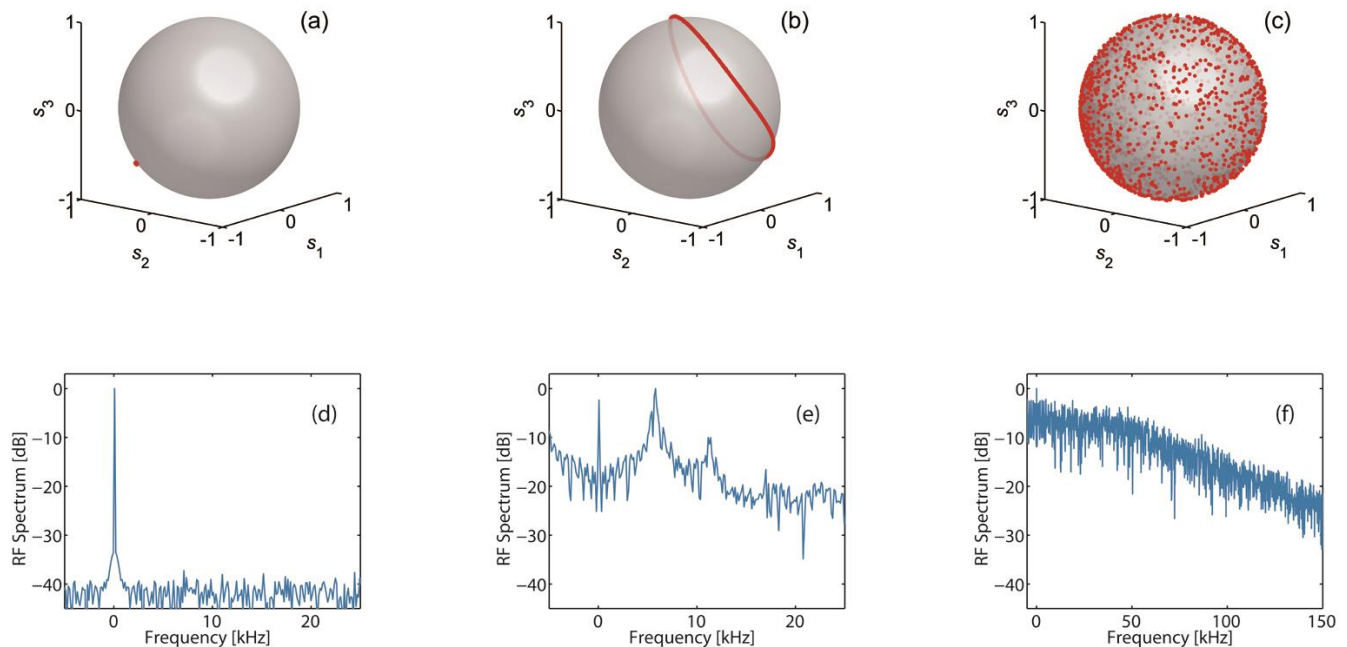 (a)
1
0
-1
s3
1
0
-1
s2
-1
0
1
s1
(b)
1
0
-1
s3
1
0
-1
s2
-1
0
1
s1
(c)
1
0
-1
s3
1
0
-1
s2
-1
0
1
s1
(d)
0
−10
−20
−30
−40
RF Spectrum [dB]
0 10 20
Frequency [kHz]
(e)
0
−10
−20
−30
−40
RF Spectrum [dB]
0 10 20
Frequency [kHz]
(f)
0
−10
−20
−30
−40
RF Spectrum [dB]
0 50 100 150
Frequency [kHz]